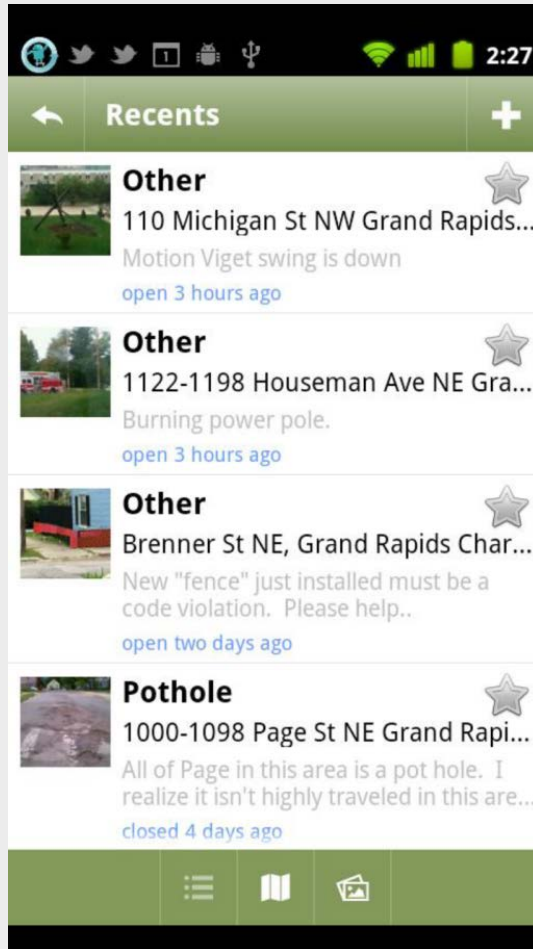 1
2:27
Recents
Other
110 Michigan St NW Grand Rapids...
Motion Viget swing is down
open 3 hours ago
Other
1122-1198 Houseman Ave NE Gra...
Burning power pole.
open 3 hours ago
Other
Brenner St NE, Grand Rapids Char...
New "fence" just installed must be a
code violation.  Please help..
open two days ago
Pothole
1000-1098 Page St NE Grand Rapi...
All of Page in this area is a pot hole.  I
realize it isn't highly traveled in this are...
closed 4 days ago